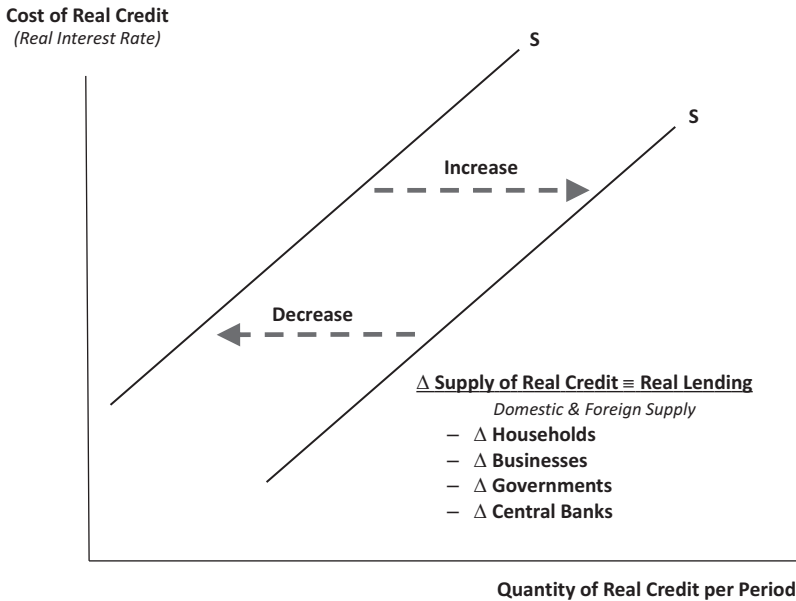 Cost of Real Credit
(Real Interest Rate)
S
S
Increase
Decrease
Δ Supply of Real Credit ≡ Real Lending
Domestic & Foreign Supply
– Δ Households
– Δ Businesses
– Δ Governments
– Δ Central Banks
Quantity of Real Credit per Period